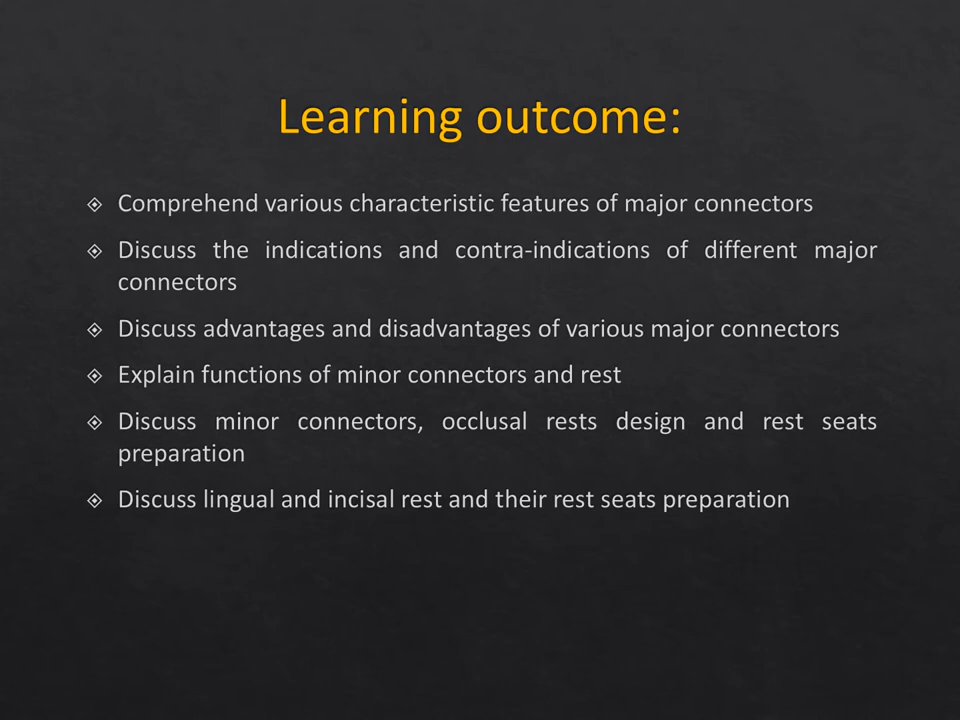 Learning outcome:
Comprehend various characteristic features of major connectors
Discuss the indications and contra-indications of different major
connectors
Discuss advantages and disadvantages of various major connectors
Explain functions of minor connectors and rest
Discuss minor connectors, occlusal rests design and rest seats
preparation
Discuss lingual and incisal rest and their rest seats preparation